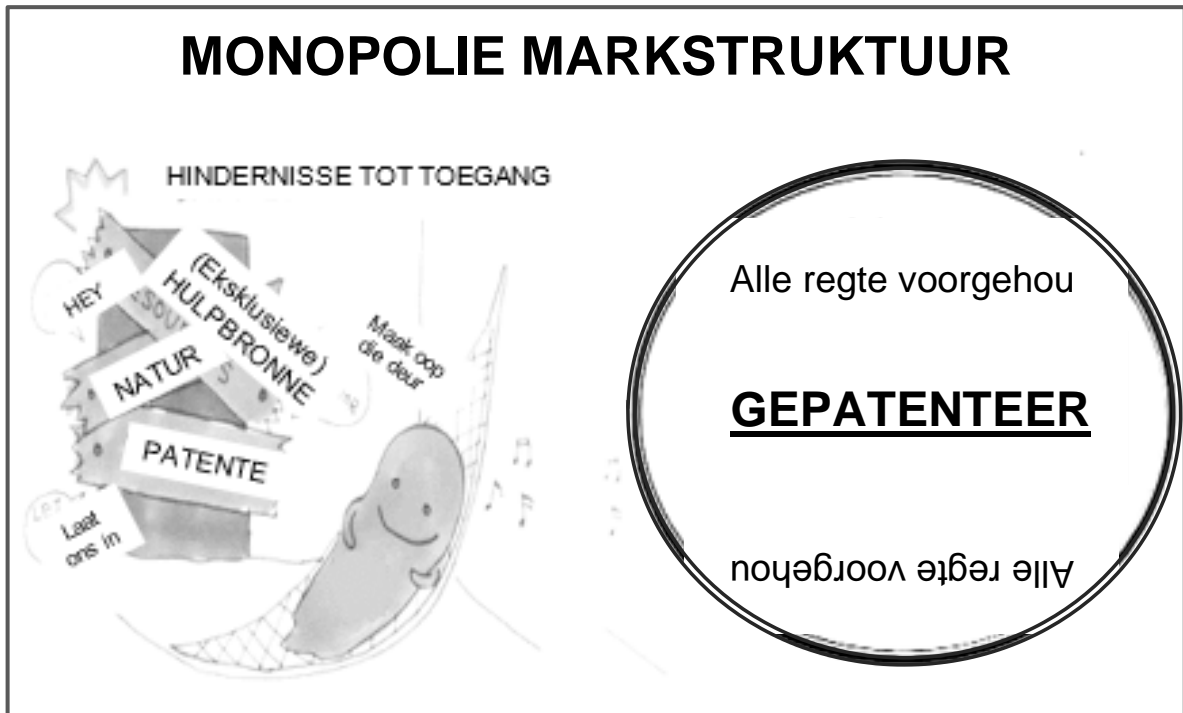 MONOPOLIE MARKSTRUKTUUR
HINDERNISSE TOT TOEGANG
HEY
(Eksklusiewe)
HULPBRONNE
NATUR
PATENTE
Laat
ons in
Maak oop
die deur
Alle regte voorgehou
GEPATENTEER
Alle regte voorgehou